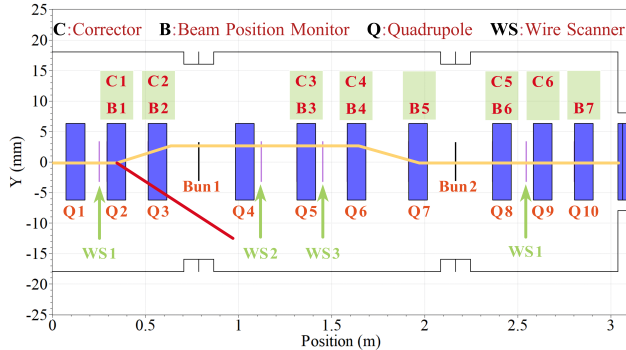 C:Corrector B:Beam Position Monitor Q:Quadrupole WS:Wire Scanner
C1 C2 C3 C4 C5 C6
B1 B2 B3 B4 B5 B6 B7
Bun1 Bun2
Q1 Q2 Q3 Q4 Q5 Q6 Q7 Q8 Q9 Q10
WS1 WS2 WS3 WS1
Y (mm)
25
20
15
10
5
0
-5
-10
-15
-20
-25
0 0.5 1 1.5 2 2.5 3
Position (m)